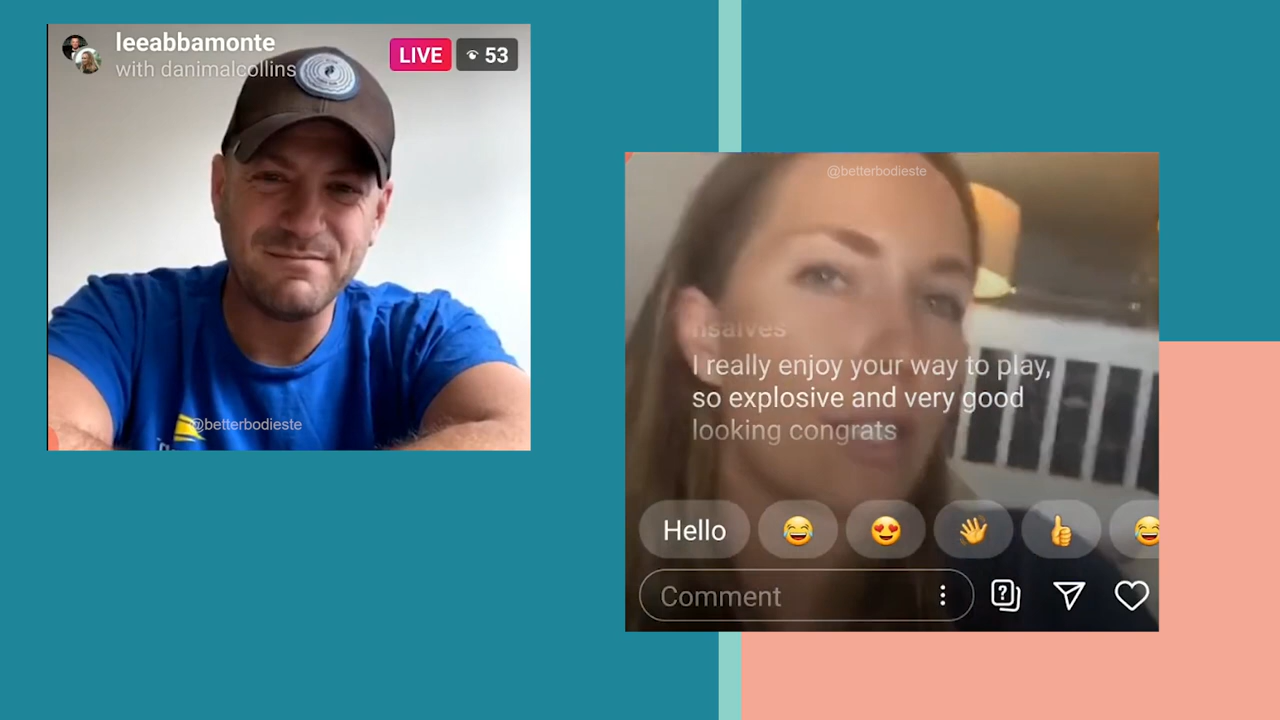 leeabbamonte
with danimalcollins
LIVE
53
@betterbodieste
@betterbodieste
nsalves
I really enjoy your way to play,
so explosive and very good
looking congrats
Hello
Comment